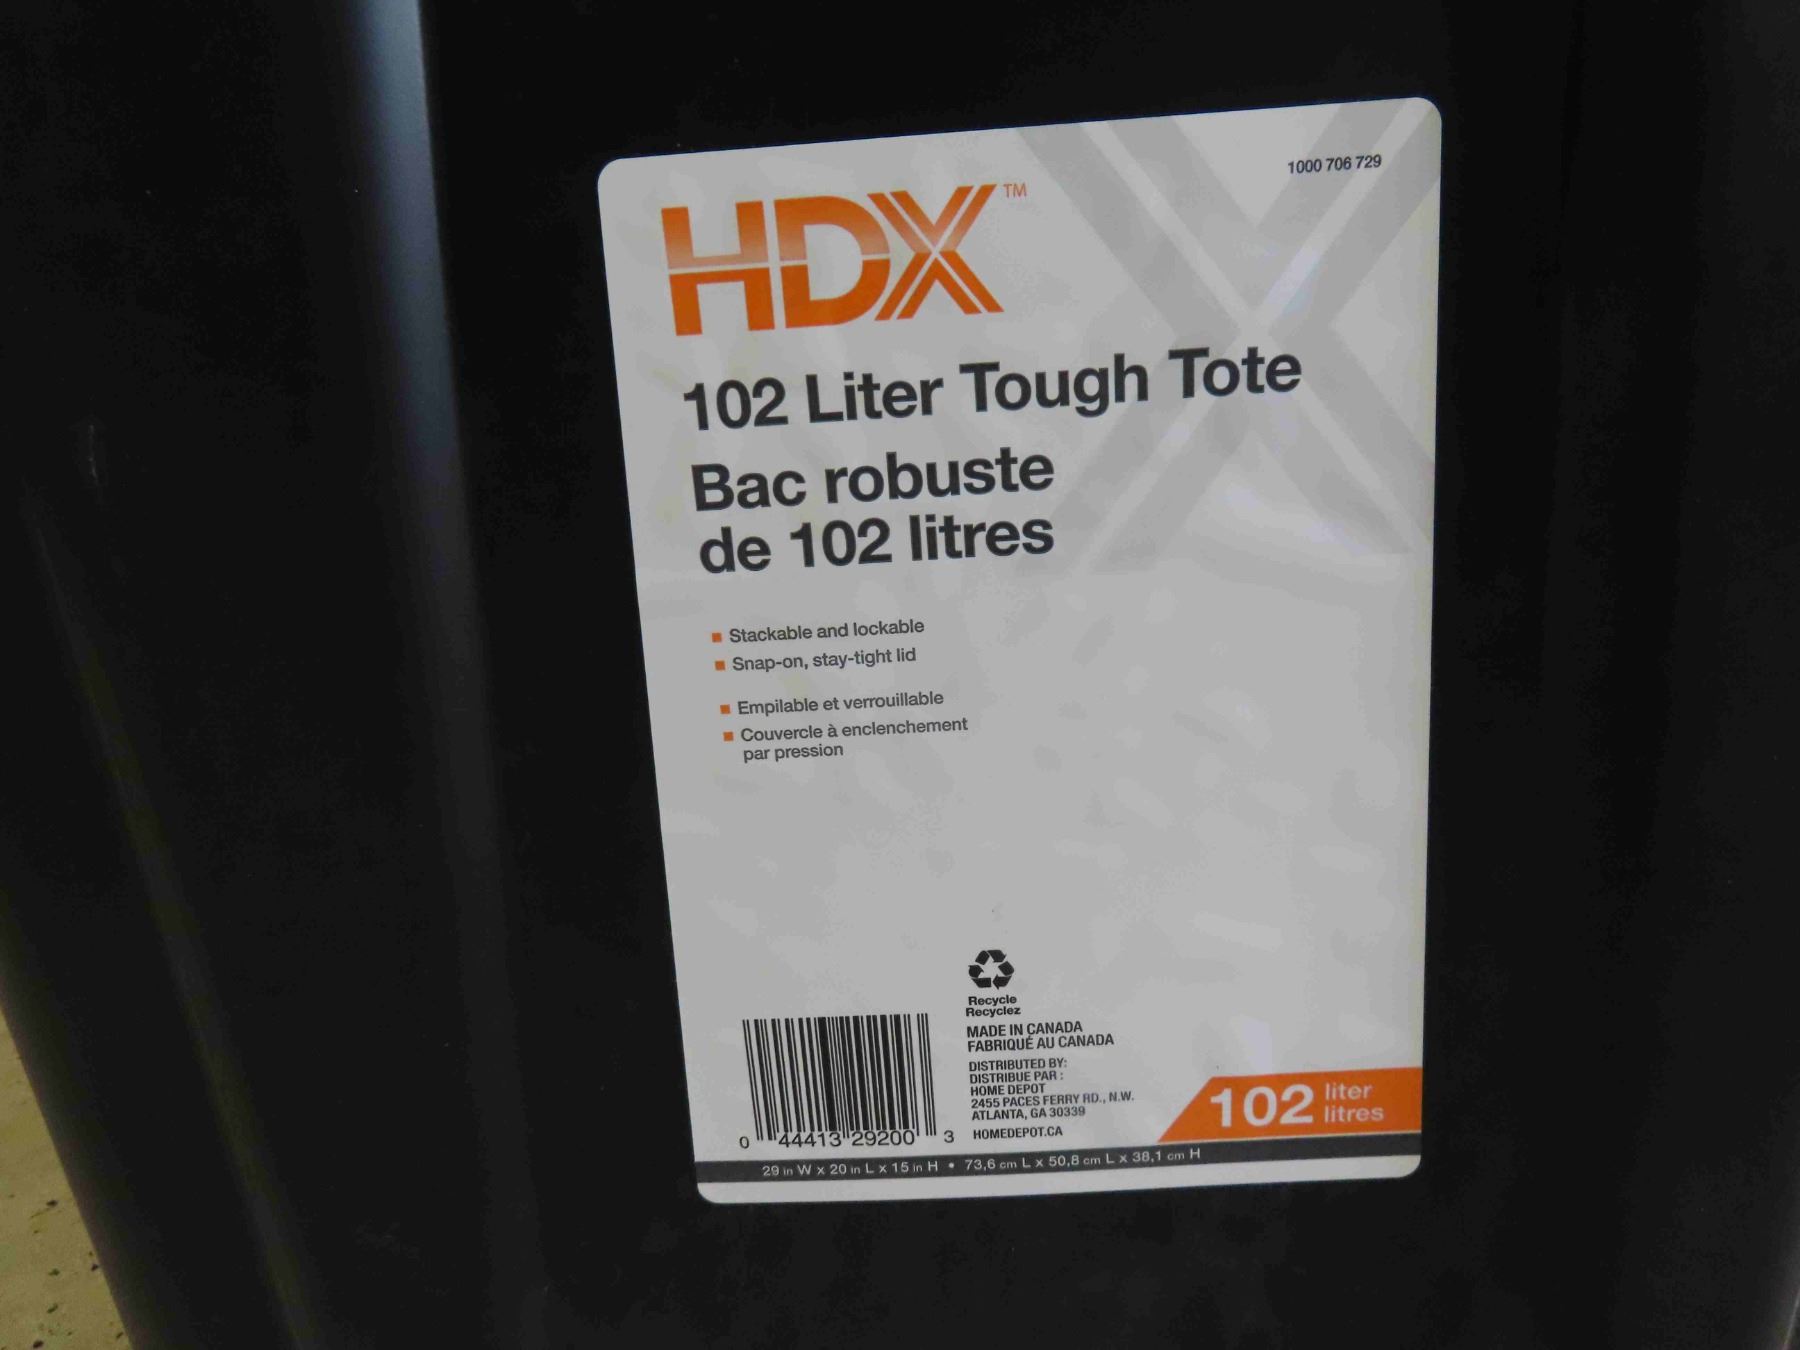 1000 706 729
HDX™
102 Liter Tough Tote
Bac robuste
de 102 litres
Stackable and lockable
Snap-on, stay-tight lid
Empilable et verrouillable
Couvercle à enclenchement
par pression
Recycle
Recyclez
MADE IN CANADA
FABRIQUÉ AU CANADA
DISTRIBUTED BY:
DISTRIBUE PAR :
HOME DEPOT
2455 PACES FERRY RD., N.W.
ATLANTA, GA 30339
HOMEDEPOT.CA
0 44413 29200 3
102 liter
litres
29 in W x 20 in L x 15 in H • 73,6 cm L x 50,8 cm L x 38,1 cm H